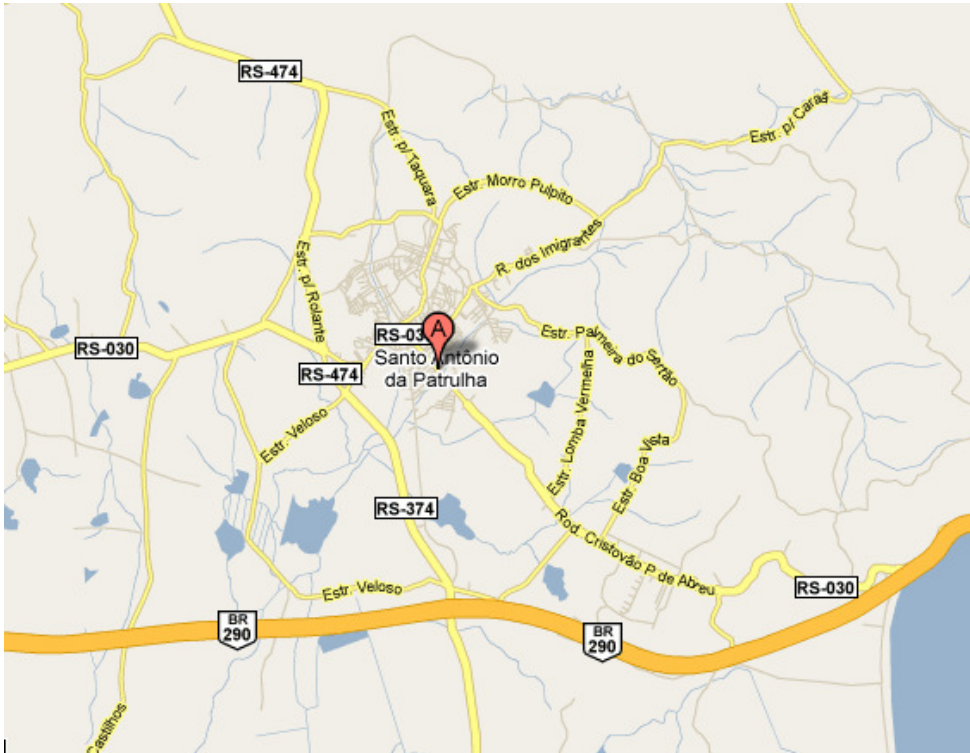 RS-474
Estr. p/ Caraá
Estr. p/ Taquara
Estr. Morro Pulpito
R. dos Imigrantes
Estr. p/ Rolante
RS-030
RS-03
A
Estr. Palmeira do Sertão
Santo Antônio
da Patrulha
RS-474
Estr. Lomba Vermelha
Estr. Veloso
Estr. Boa Vista
RS-374
Rod. Cristovão P. de Abreu
Estr. Veloso
RS-030
BR
290
BR
290
Castilhos